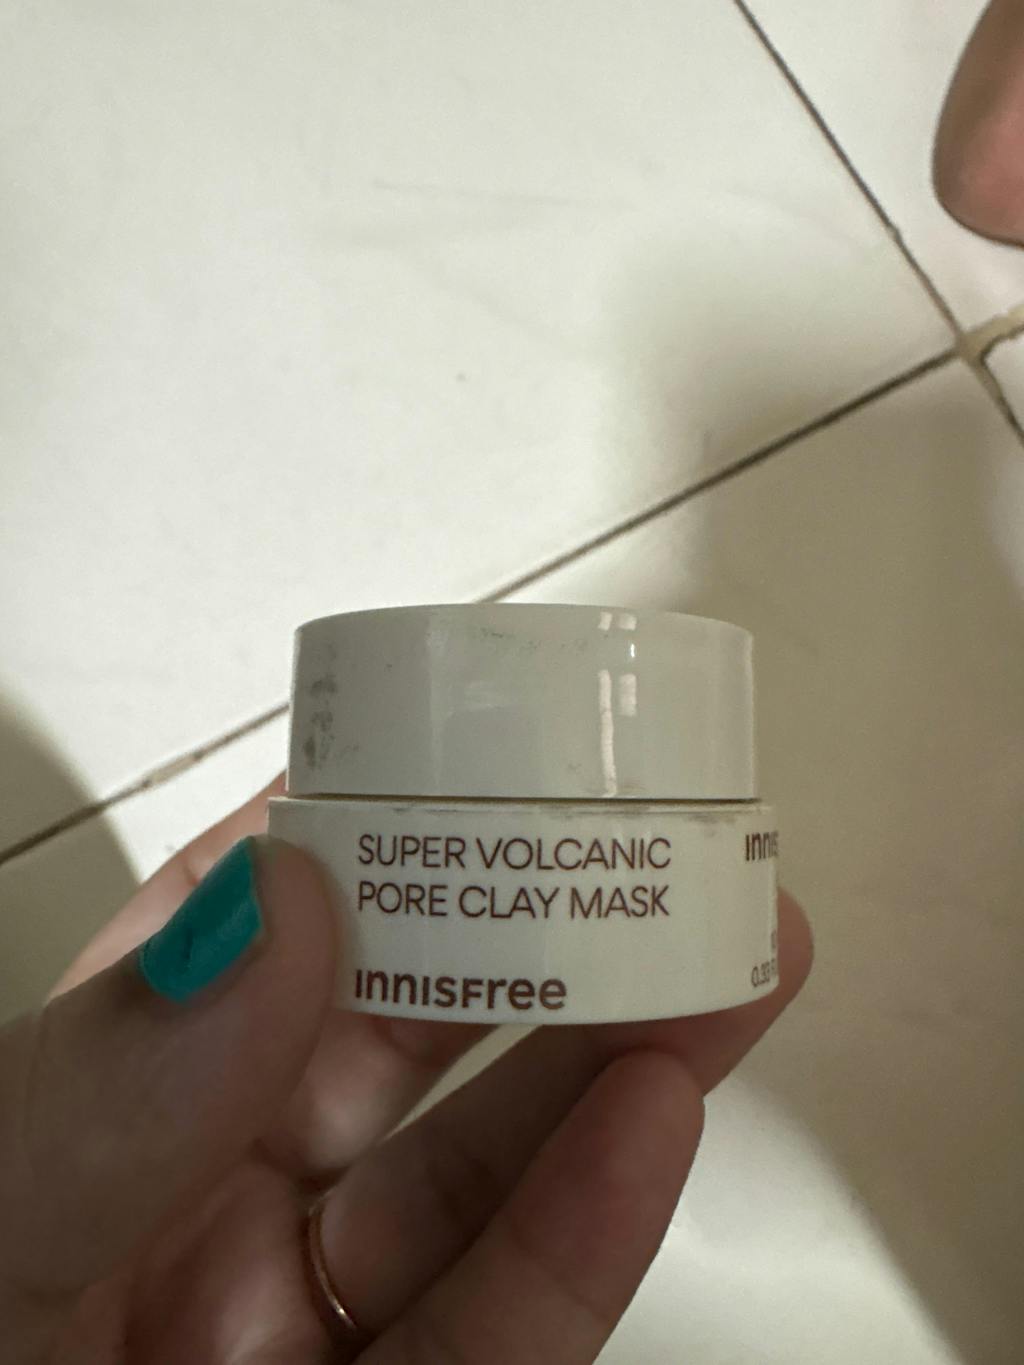 SUPER VOLCANIC
PORE CLAY MASK
INNISFree